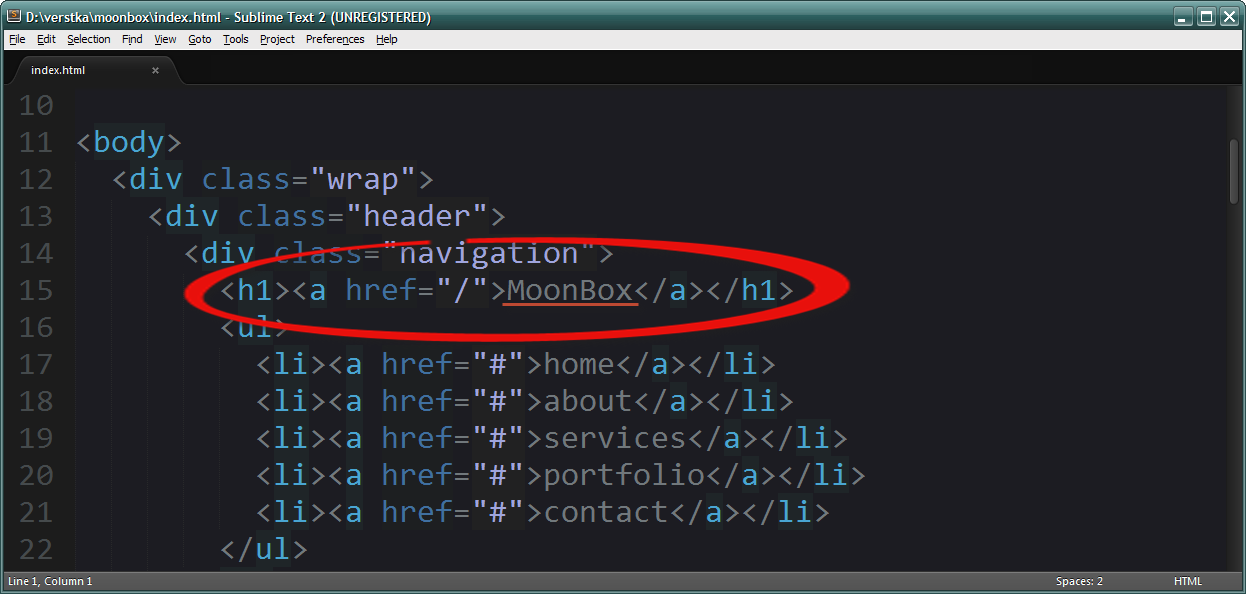 D:\verstka\moonbox\index.html - Sublime Text 2 (UNREGISTERED)
File Edit Selection Find View Goto Tools Project Preferences Help
index.html ×
10
11 <body>
12 <div class="wrap">
13 <div class="header">
14 <div class="navigation">
15 <h1><a href="/">MoonBox</a></h1>
16 <ul>
17 <li><a href="#">home</a></li>
18 <li><a href="#">about</a></li>
19 <li><a href="#">services</a></li>
20 <li><a href="#">portfolio</a></li>
21 <li><a href="#">contact</a></li>
22 </ul>
Line 1, Column 1 Spaces: 2 HTML